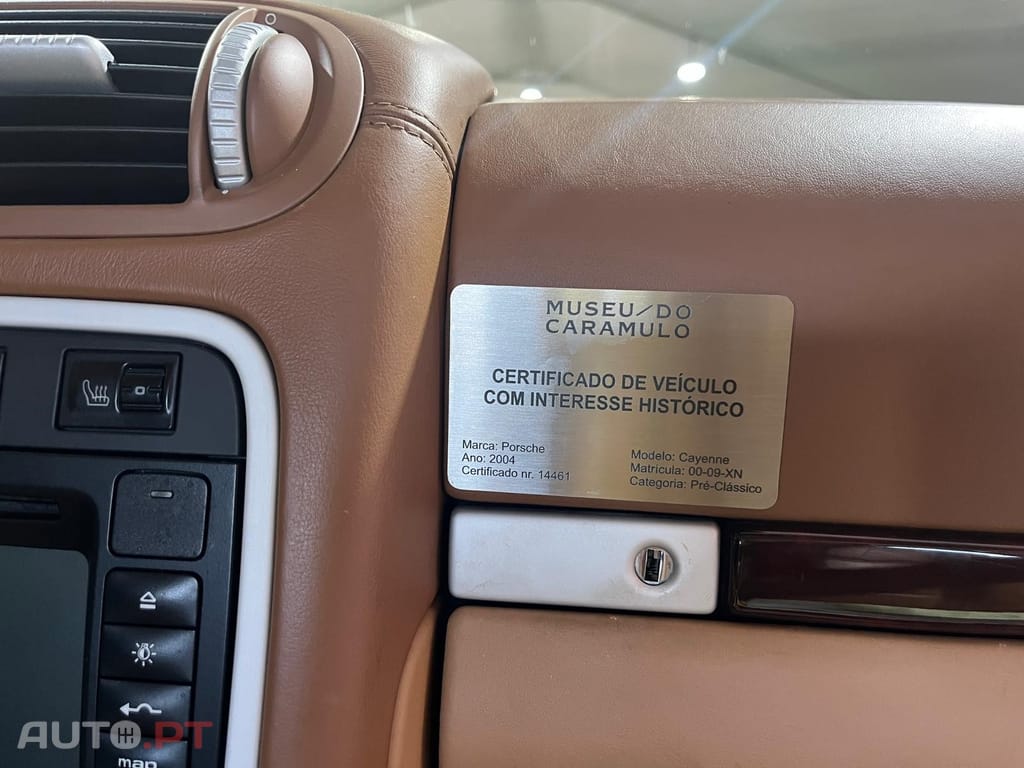 MUSEU/DO
CARAMULO
CERTIFICADO DE VEÍCULO
COM INTERESSE HISTÓRICO
Marca: Porsche
Ano: 2004
Certificado nr. 14461
Modelo: Cayenne
Matrícula: 00-09-XN
Categoria: Pré-Clássico
map
AUTO.PT